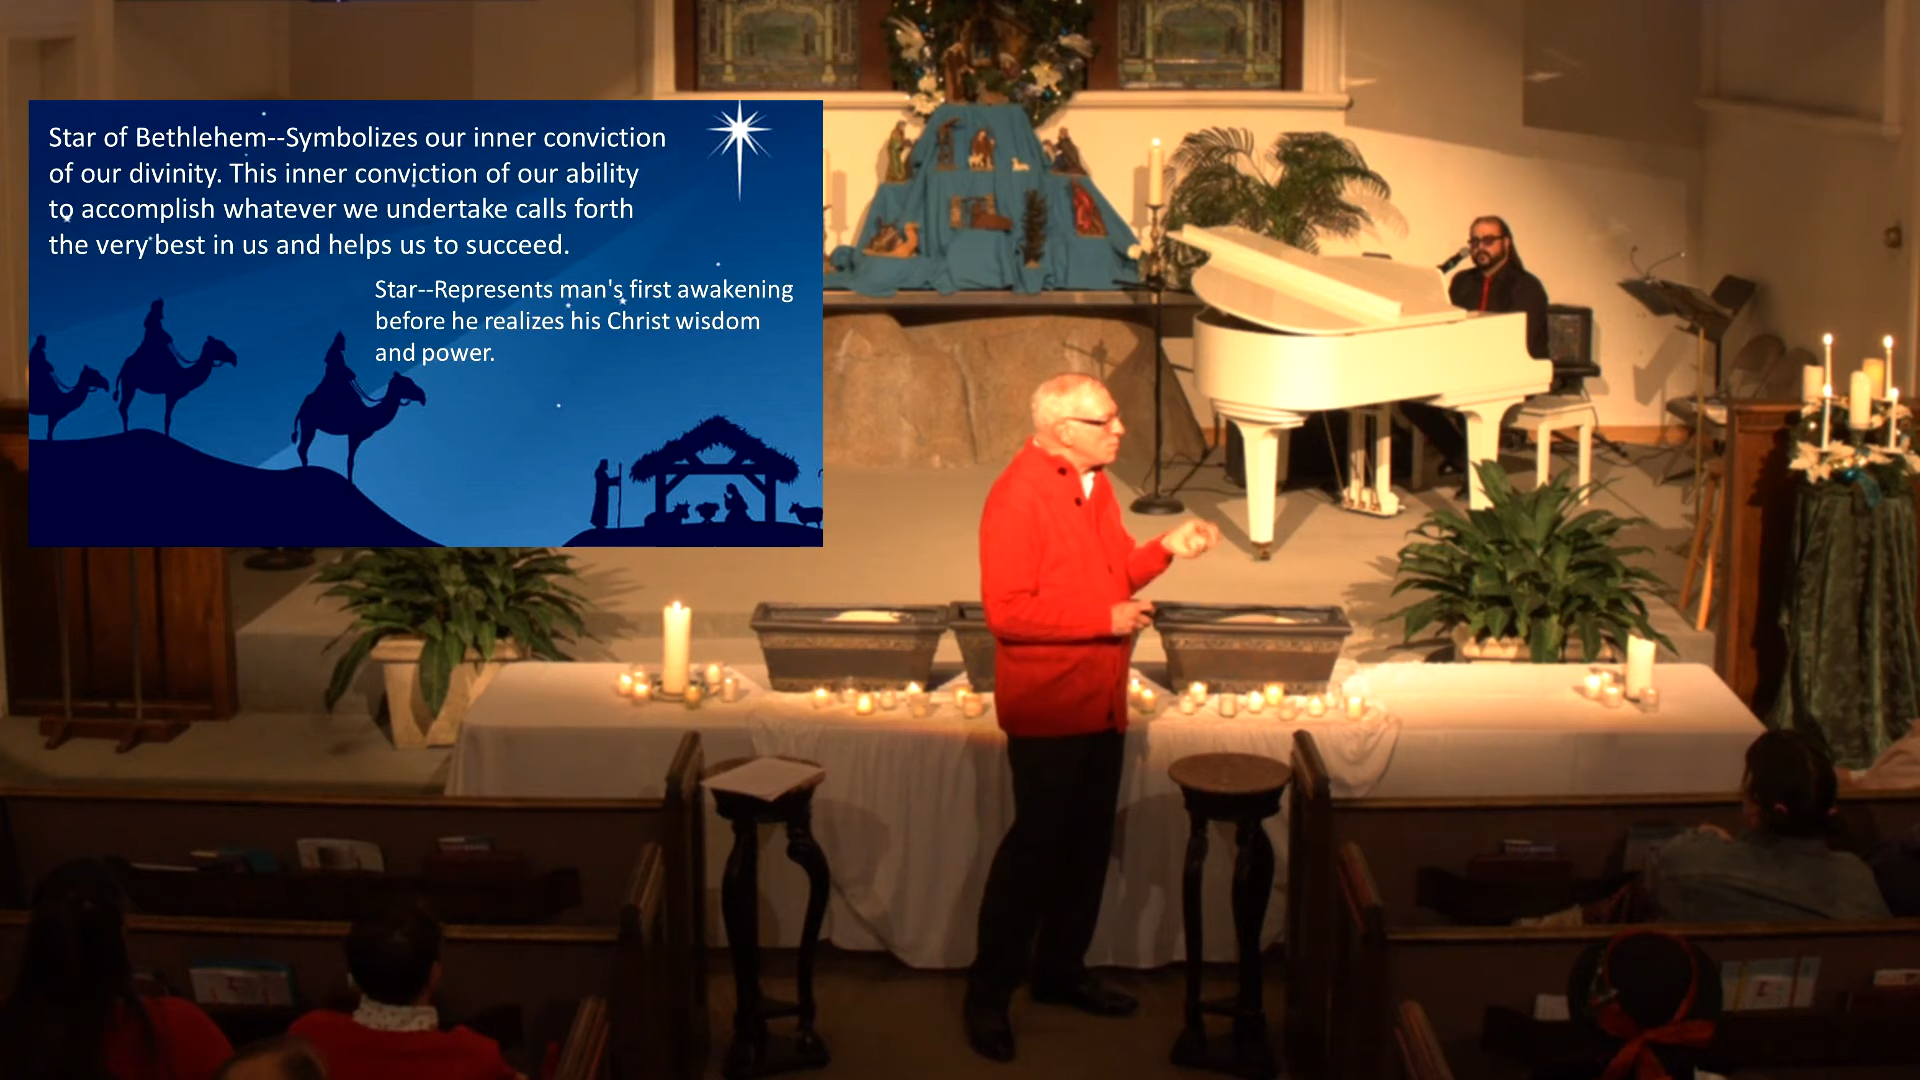 Star of Bethlehem--Symbolizes our inner conviction
of our divinity. This inner conviction of our ability
to accomplish whatever we undertake calls forth
the very best in us and helps us to succeed.
Star--Represents man's first awakening
before he realizes his Christ wisdom
and power.